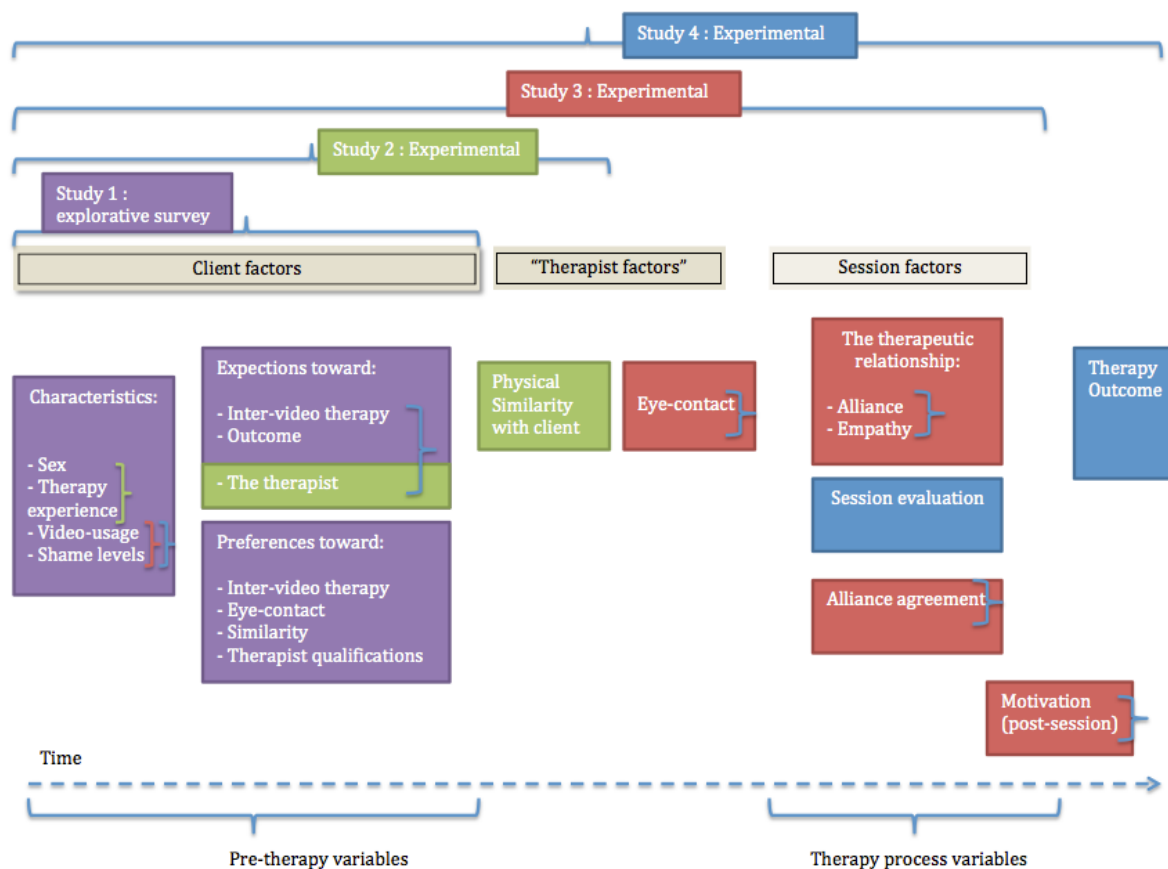 Study 4 : Experimental
Study 3 : Experimental
Study 2 : Experimental
Study 1 :
explorative survey
Client factors
“Therapist factors”
Session factors
Characteristics:
- Sex
- Therapy
experience
- Video-usage
- Shame levels
Expections toward:
- Inter-video therapy
- Outcome
- The therapist
Preferences toward:
- Inter-video therapy
- Eye-contact
- Similarity
- Therapist qualifications
Physical
Similarity
with client
Eye-contact
The therapeutic
relationship:
- Alliance
- Empathy
Session evaluation
Alliance agreement
Motivation
(post-session)
Therapy
Outcome
Time
Pre-therapy variables
Therapy process variables